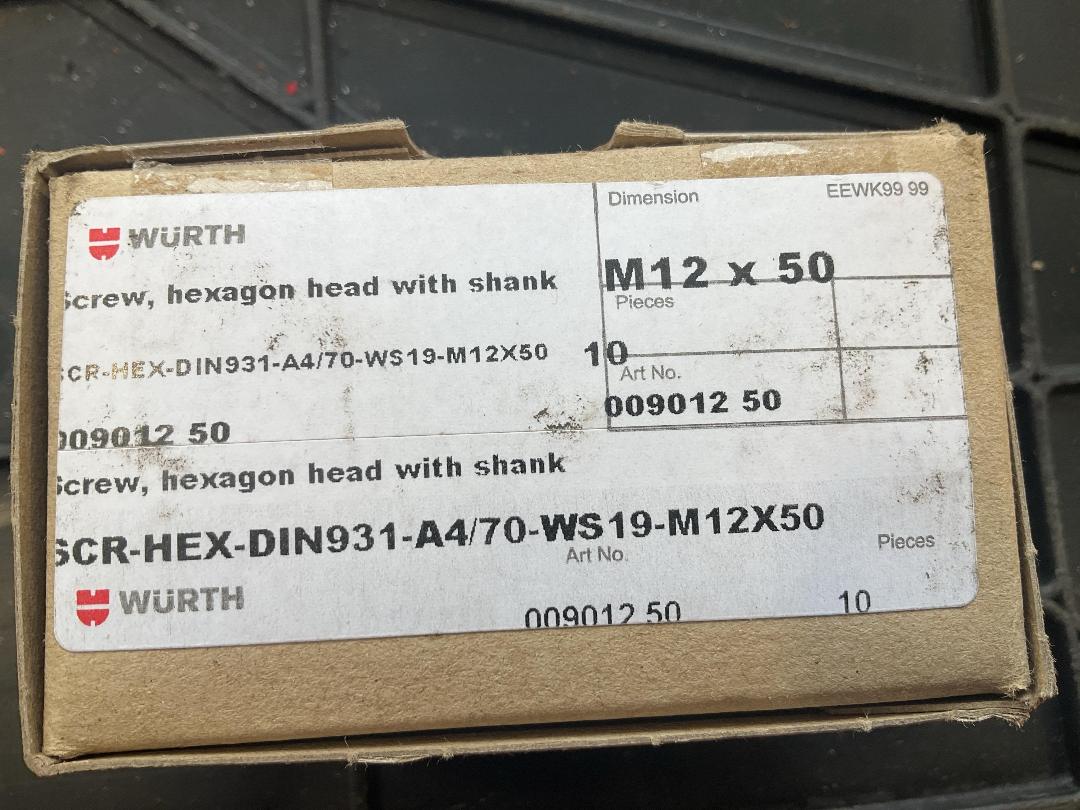 WÜRTH
Dimension
EEWK99 99
Screw, hexagon head with shank
M12 x 50
Pieces
SCR-HEX-DIN931-A4/70-WS19-M12X50
10
Art No.
009012 50
009012 50
Screw, hexagon head with shank
SCR-HEX-DIN931-A4/70-WS19-M12X50
Art No.
Pieces
WÜRTH
009012 50
10